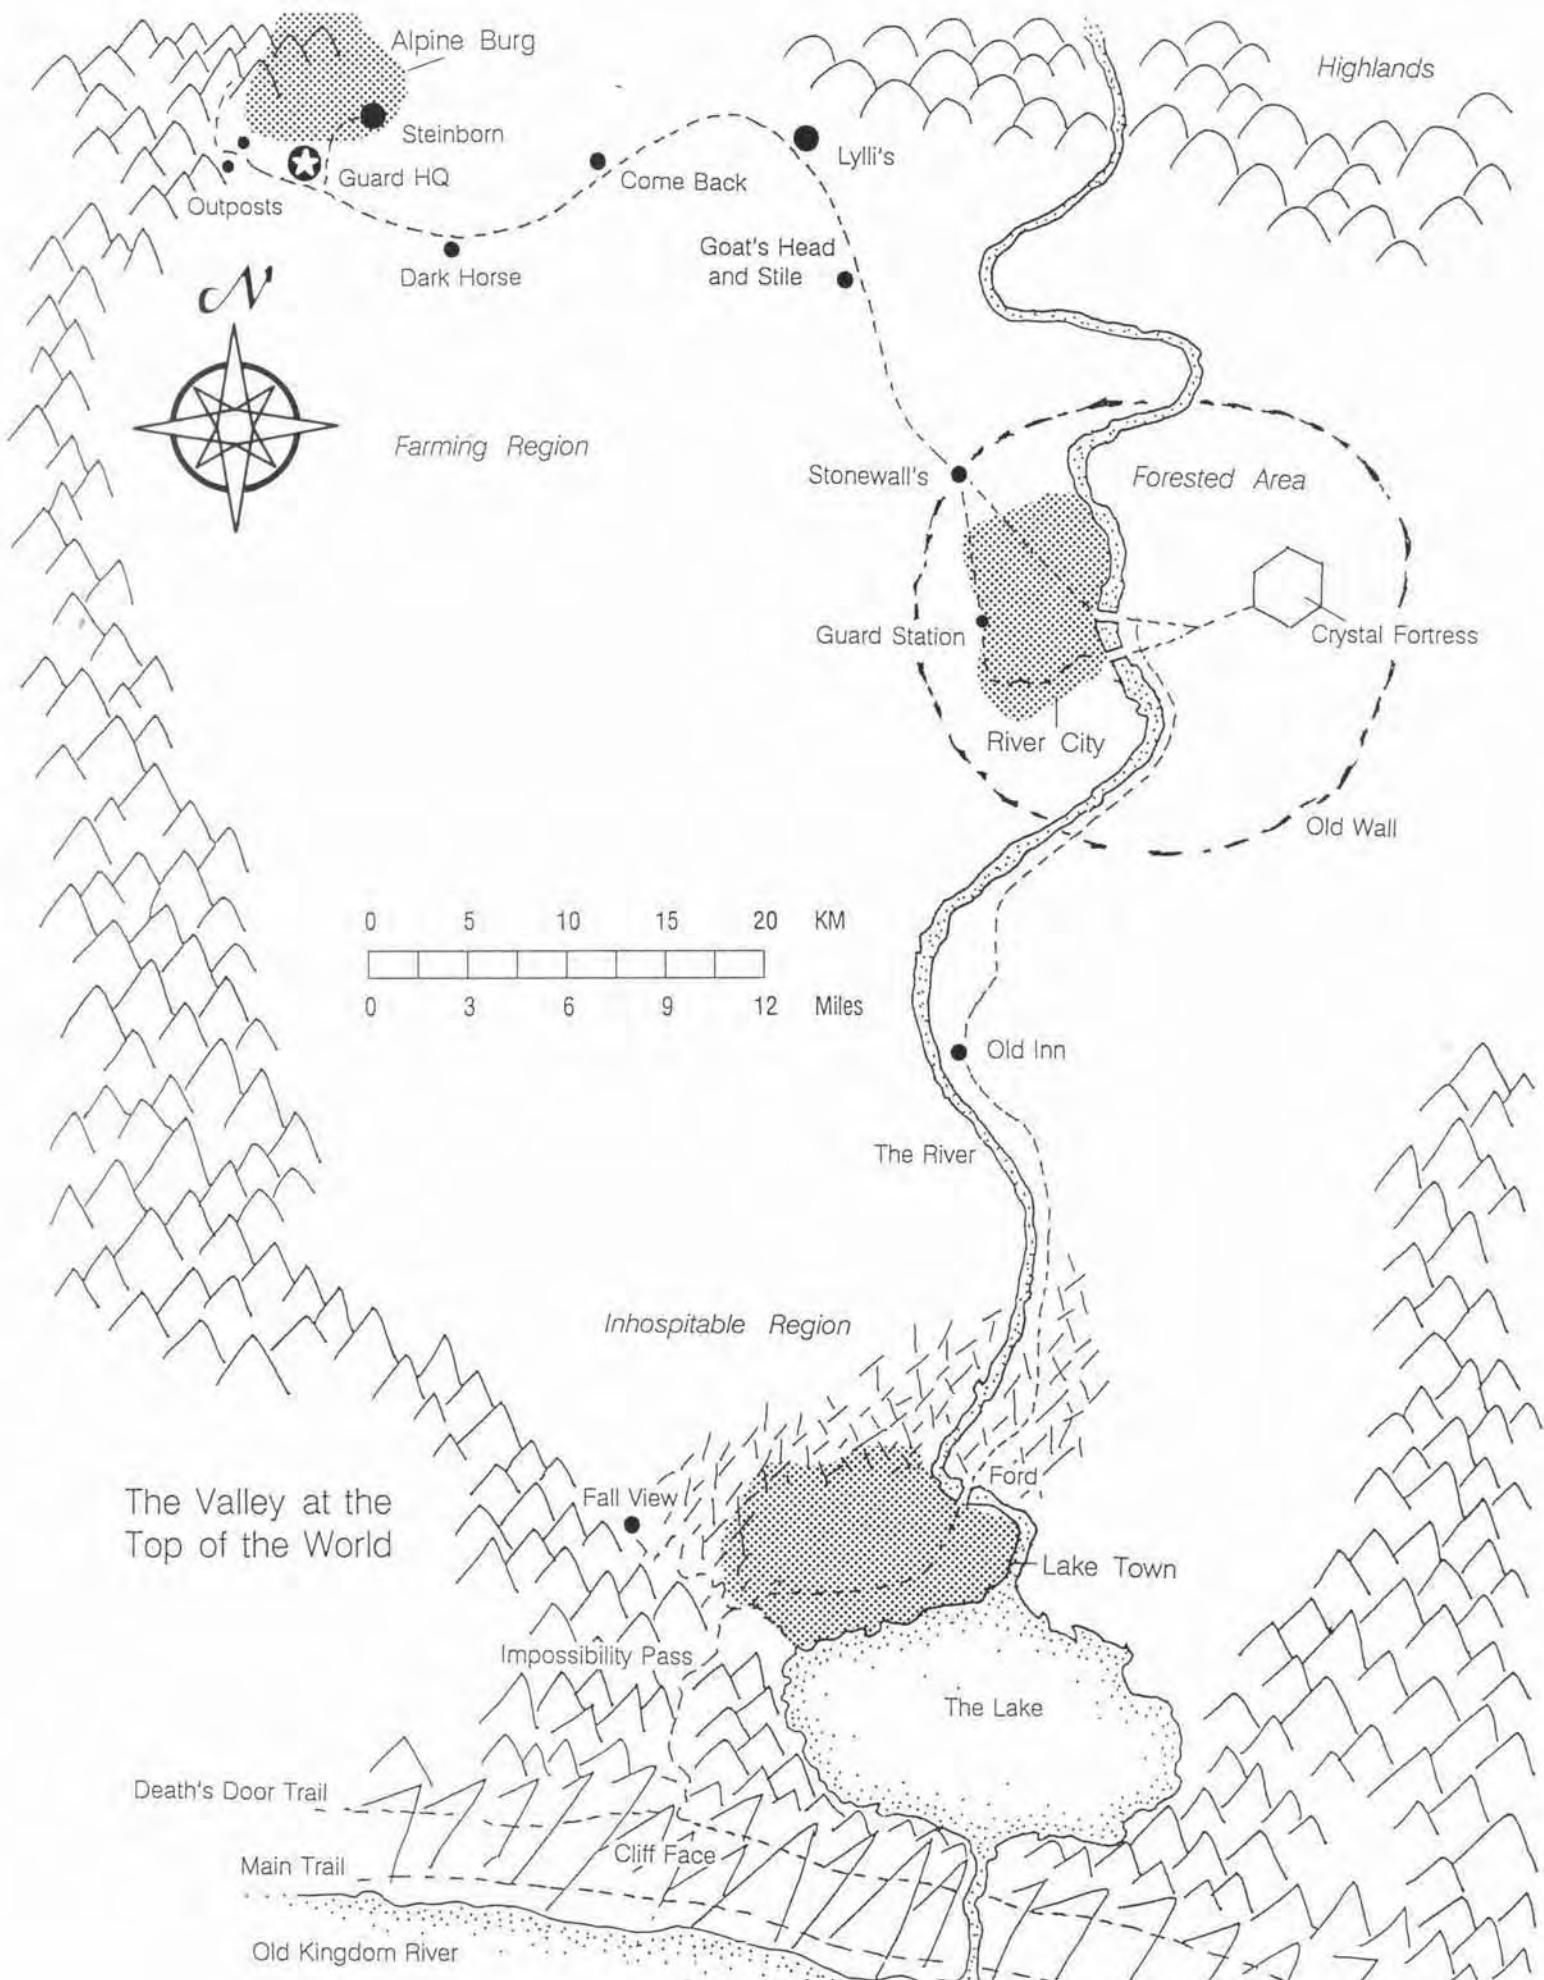 Alpine Burg
Highlands
Steinborn
Lylli's
Guard HQ
Come Back
Outposts
Goat's Head
and Stile
Dark Horse
N
Farming Region
Stonewall's
Forested Area
Guard Station
Crystal Fortress
River City
Old Wall
0 5 10 15 20 KM
0 3 6 9 12 Miles
Old Inn
The River
Inhospitable Region
Ford
Fall View
The Valley at the
Top of the World
Lake Town
Impossibility Pass
The Lake
Death's Door Trail
Cliff Face
Main Trail
Old Kingdom River